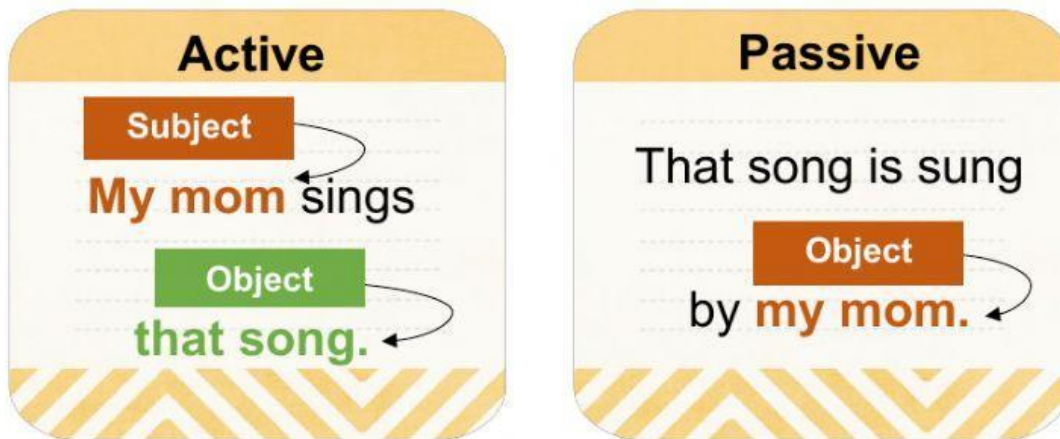 Active
Subject
My mom sings
Object
that song.
Passive
That song is sung
Object
by my mom.